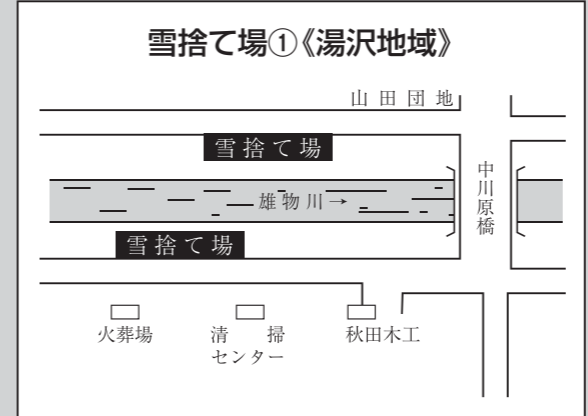 雪捨て場①《湯沢地域》
山田団地
雪捨て場
中川原橋
雄物川→
雪捨て場
火葬場
清掃
センター
秋田木工